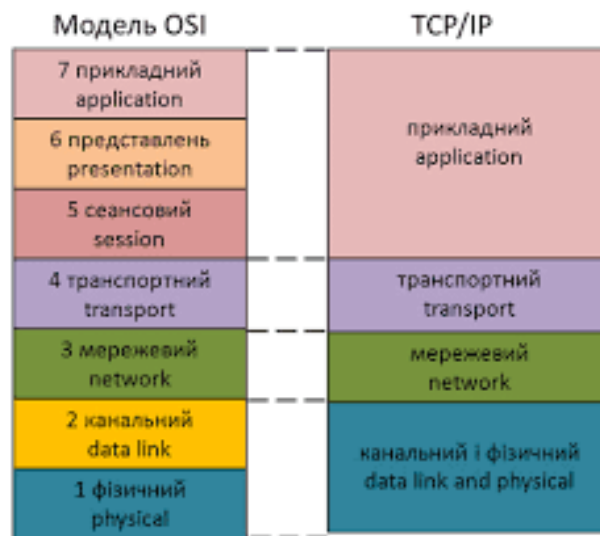 Модель OSI
7 прикладний
application
6 представлень
presentation
5 сеансовий
session
4 транспортний
transport
3 мережевий
network
2 канальний
data link
1 фізичний
physical
TCP/IP
прикладний
application
транспортний
transport
мережевий
network
канальний і фізичний
data link and physical